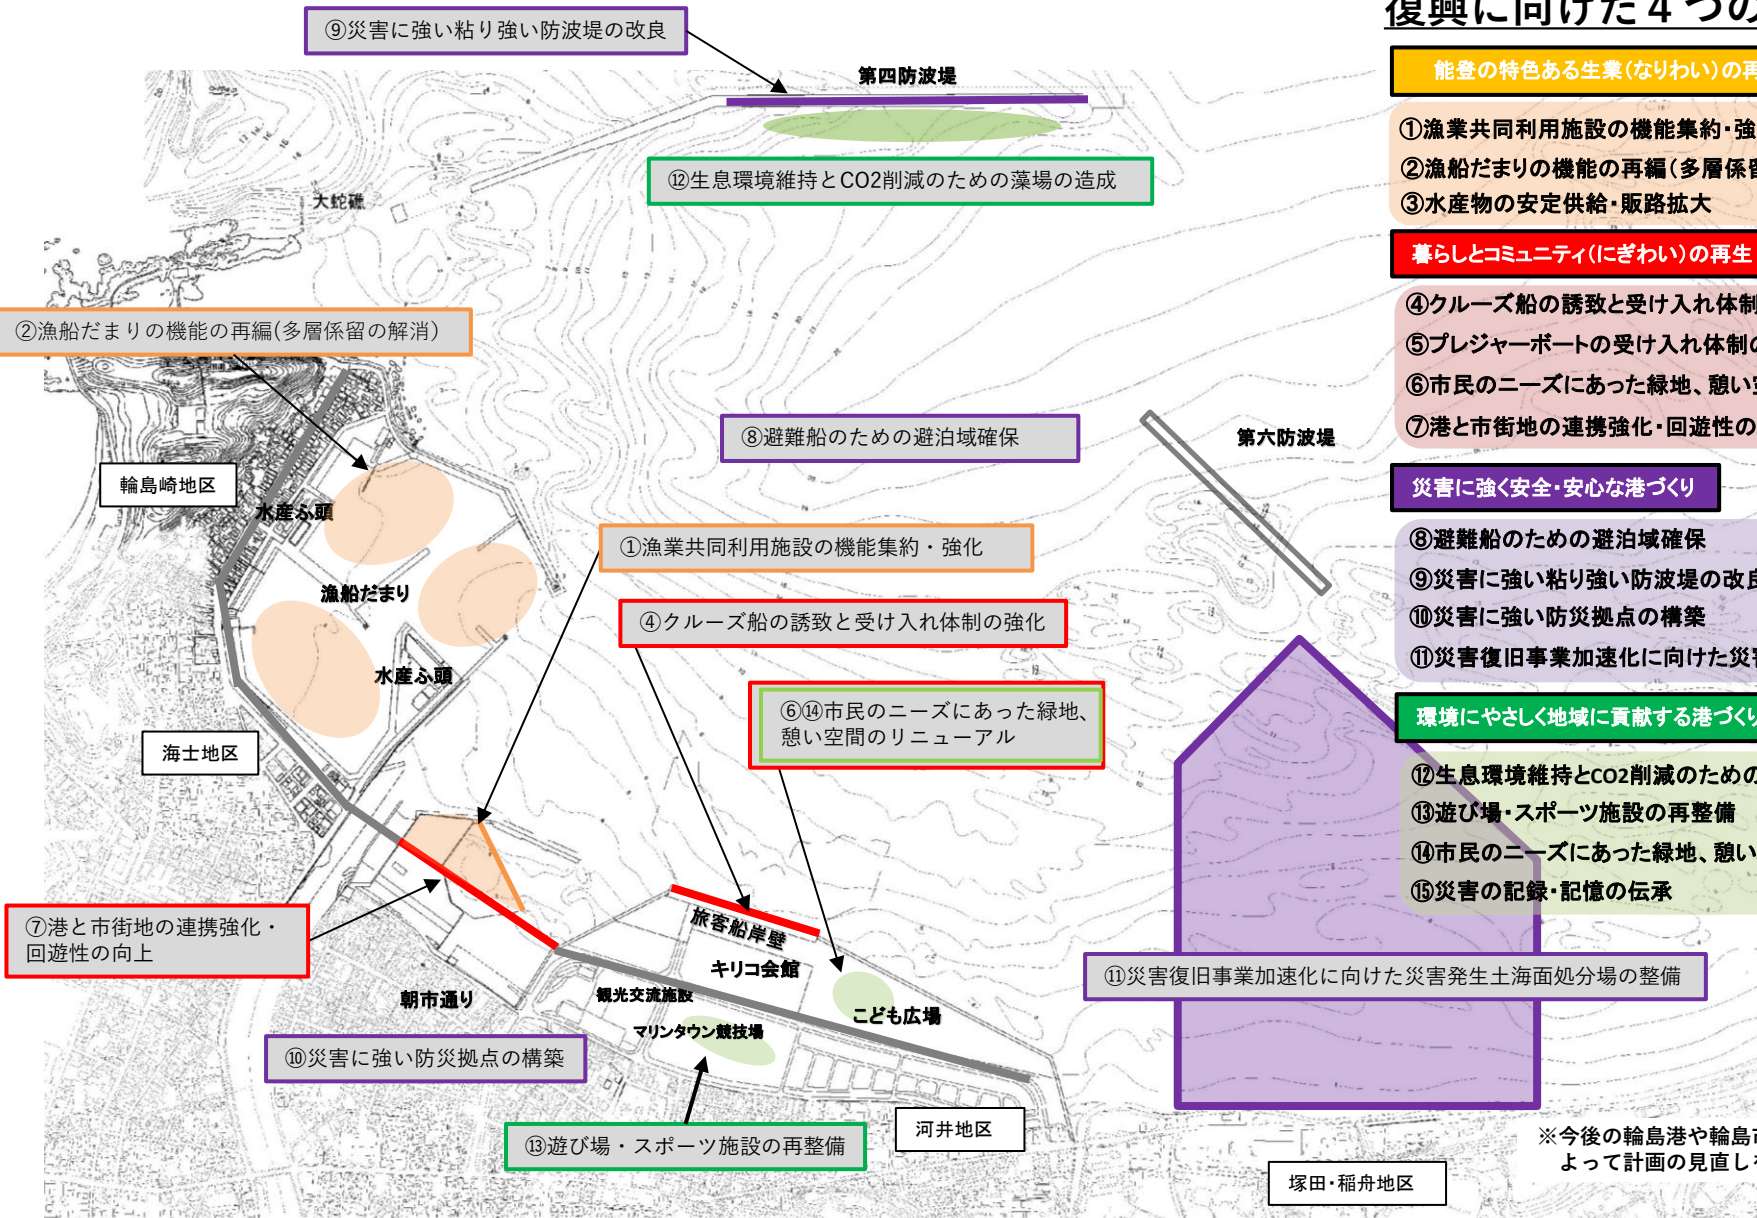 復興に向けた４つの
⑨災害に強い粘り強い防波堤の改良
第四防波堤
⑫生息環境維持とCO2削減のための藻場の造成
大蛇礁
②漁船だまりの機能の再編(多層係留の解消)
⑧避難船のための避泊域確保
第六防波堤
輪島崎地区
水産ふ頭
①漁業共同利用施設の機能集約・強化
漁船だまり
④クルーズ船の誘致と受け入れ体制の強化
水産ふ頭
⑥⑭市民のニーズにあった緑地、
憩い空間のリニューアル
海士地区
⑦港と市街地の連携強化・
回遊性の向上
旅客船岸壁
キリコ会館
朝市通り
観光交流施設
こども広場
マリンタウン競技場
⑪災害復旧事業加速化に向けた災害発生土海面処分場の整備
⑩災害に強い防災拠点の構築
⑬遊び場・スポーツ施設の再整備
河井地区
塚田・稲舟地区
能登の特色ある生業(なりわい)の再
①漁業共同利用施設の機能集約・強
②漁船だまりの機能の再編(多層係留
③水産物の安定供給・販路拡大
暮らしとコミュニティ(にぎわい)の再生
④クルーズ船の誘致と受け入れ体制
⑤プレジャーボートの受け入れ体制の
⑥市民のニーズにあった緑地、憩い空
⑦港と市街地の連携強化・回遊性の
災害に強く安全・安心な港づくり
⑧避難船のための避泊域確保
⑨災害に強い粘り強い防波堤の改良
⑩災害に強い防災拠点の構築
⑪災害復旧事業加速化に向けた災害
環境にやさしく地域に貢献する港づくり
⑫生息環境維持とCO2削減のための
⑬遊び場・スポーツ施設の再整備
⑭市民のニーズにあった緑地、憩い
⑮災害の記録・記憶の伝承
※今後の輪島港や輪島市
よって計画の見直しを